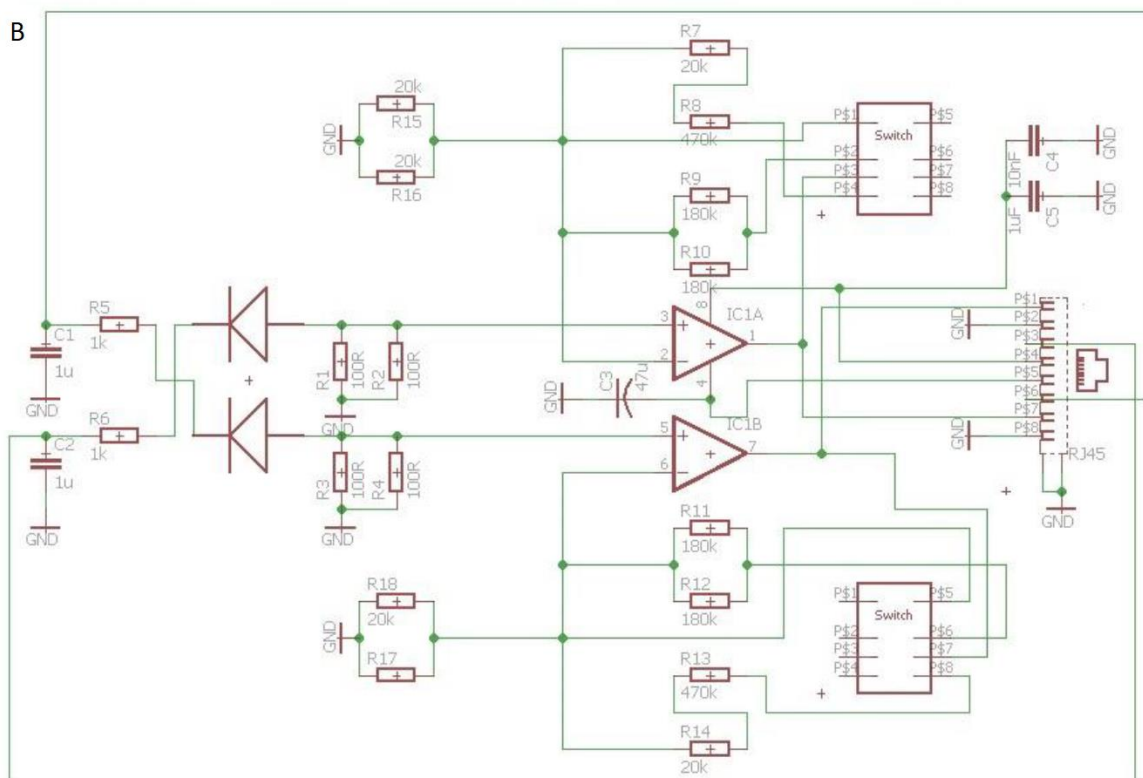 B
R7
20k
20k
R15
GND
20k
R16
R8
470k
P$1
P$2
P$3
P$4
Switch
P$5
P$6
P$7
P$8
10nF
C4
GND
1uF
C5
GND
R9
180k
R10
180k
R5
1k
C1
1u
GND
R6
1k
C2
1u
GND
R1
100R
R2
100R
GND
R3
100R
R4
100R
GND
3
2
8
4
1
IC1A
GND
C3
47u
IC1B
5
6
7
GND
GND
P$1
P$2
P$3
P$4
P$5
P$6
P$7
P$8
RJ45
GND
R11
180k
R12
180k
R18
20k
GND
R17
R13
470k
R14
20k
P$1
P$2
P$3
P$4
Switch
P$5
P$6
P$7
P$8